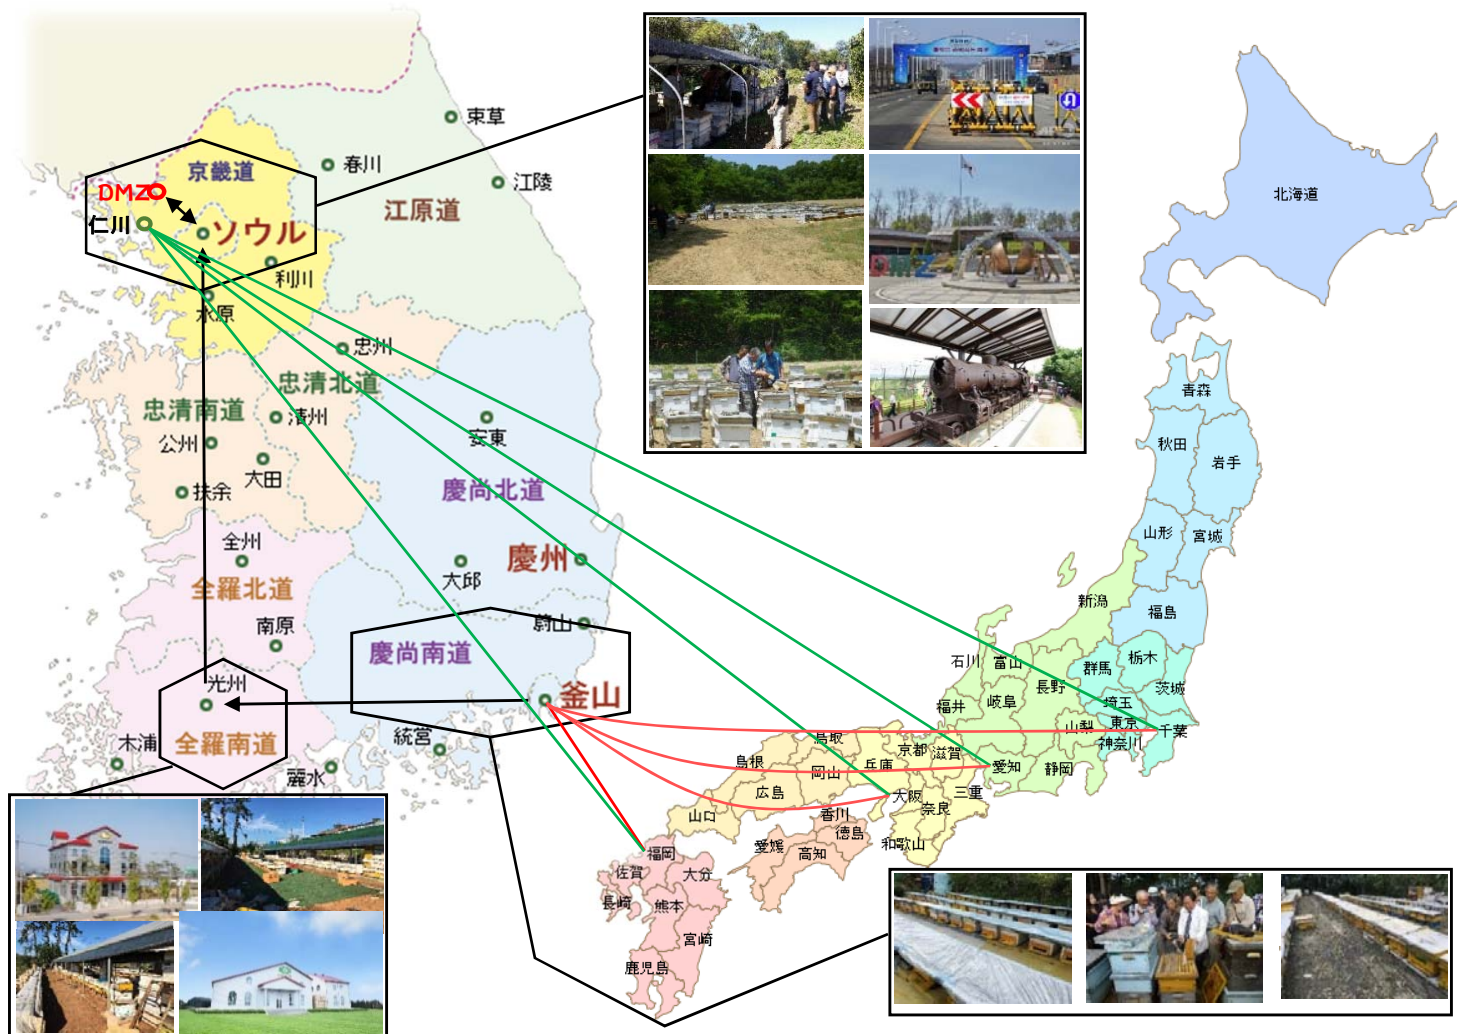 束草
春川
江陵
京畿道
江原道
DMZ
仁川
ソウル
利川
水原
忠州
忠清北道
忠清南道
清州
公州
安東
大田
扶余
慶尚北道
全州
慶州
大邱
全羅北道
南原
蔚山
慶尚南道
光州
釜山
全羅南道
木浦
統営
麗水
DMZ
北海道
青森
秋田
岩手
山形
宮城
新潟
福島
石川
富山
群馬
栃木
長野
茨城
福井
岐阜
埼玉
山梨
東京
千葉
神奈川
鳥取
京都
滋賀
島根
兵庫
愛知
静岡
岡山
広島
大阪
三重
奈良
山口
香川
徳島
和歌山
愛媛
高知
福岡
佐賀
大分
長崎
熊本
宮崎
鹿児島